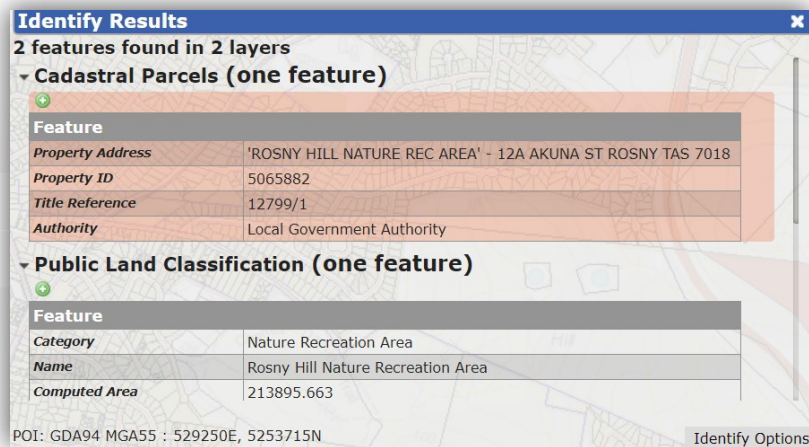 Identify Results
2 features found in 2 layers
Cadastral Parcels (one feature)
Feature
Property Address 'ROSNY HILL NATURE REC AREA' - 12A AKUNA ST ROSNY TAS 7018
Property ID 5065882
Title Reference 12799/1
Authority Local Government Authority
Public Land Classification (one feature)
Feature
Category Nature Recreation Area
Name Rosny Hill Nature Recreation Area
Computed Area 213895.663
POI: GDA94 MGA55 : 529250E, 5253715N Identify Options